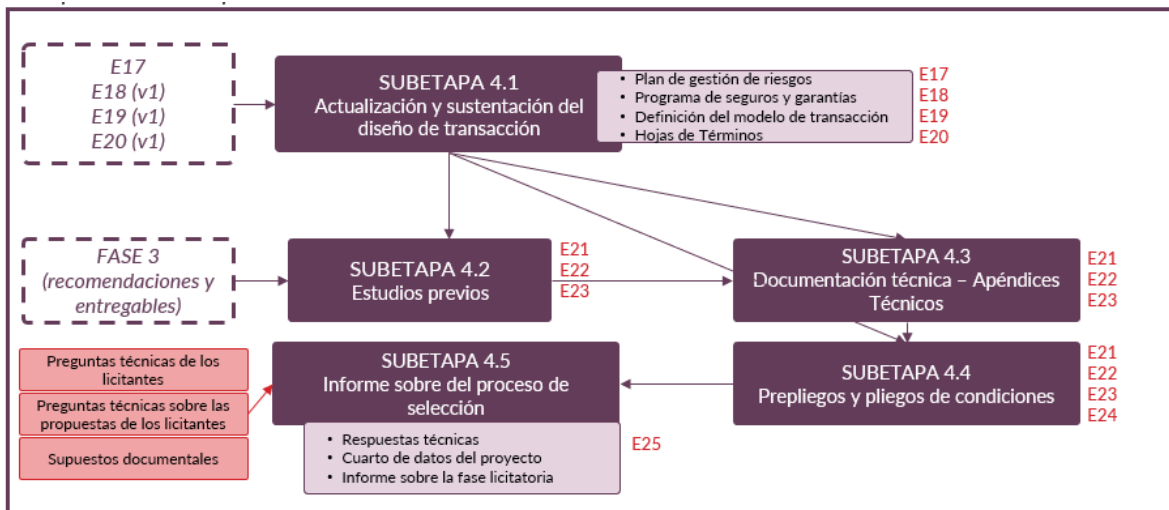 E17
E18 (v1)
E19 (v1)
E20 (v1)
SUBETAPA 4.1
Actualización y sustentación del
diseño de transacción
• Plan de gestión de riesgos
• Programa de seguros y garantías
• Definición del modelo de transacción
• Hojas de Términos
E17
E18
E19
E20
FASE 3
(recomendaciones y
entregables)
SUBETAPA 4.2
Estudios previos
E21
E22
E23
SUBETAPA 4.3
Documentación técnica – Apéndices
Técnicos
E21
E22
E23
Preguntas técnicas de los
licitantes
Preguntas técnicas sobre las
propuestas de los licitantes
Supuestos documentales
SUBETAPA 4.5
Informe sobre del proceso de
selección
• Respuestas técnicas
• Cuarto de datos del proyecto
• Informe sobre la fase licitatoria
E25
SUBETAPA 4.4
Prepliegos y pliegos de condiciones
E21
E22
E23
E24